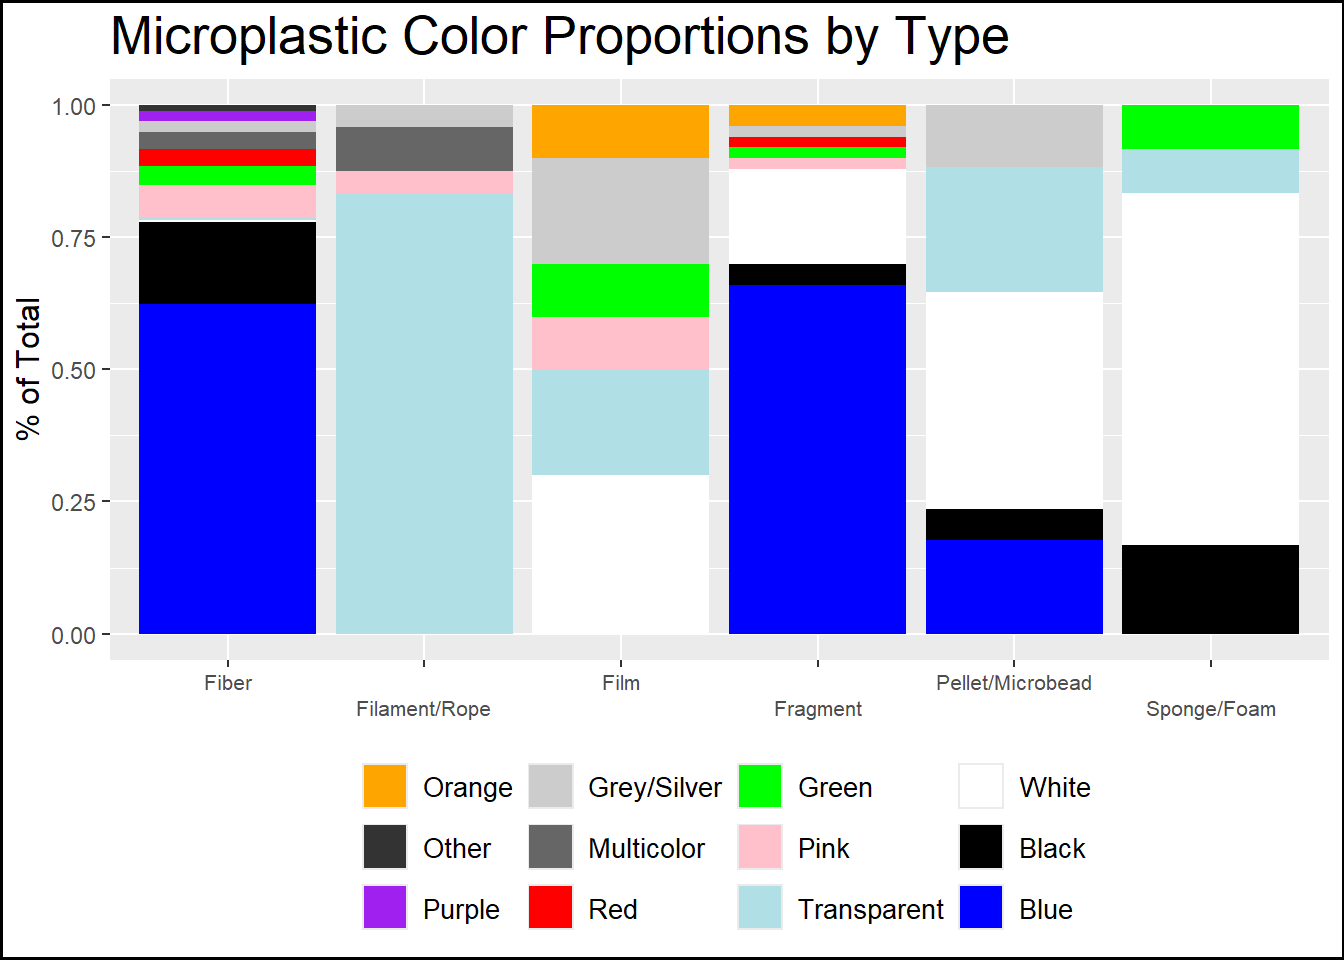 Microplastic Color Proportions by Type
% of Total
1.00
0.75
0.50
0.25
0.00
Fiber
Filament/Rope
Film
Fragment
Pellet/Microbead
Sponge/Foam
Orange
Other
Purple
Grey/Silver
Multicolor
Red
Green
Pink
Transparent
White
Black
Blue